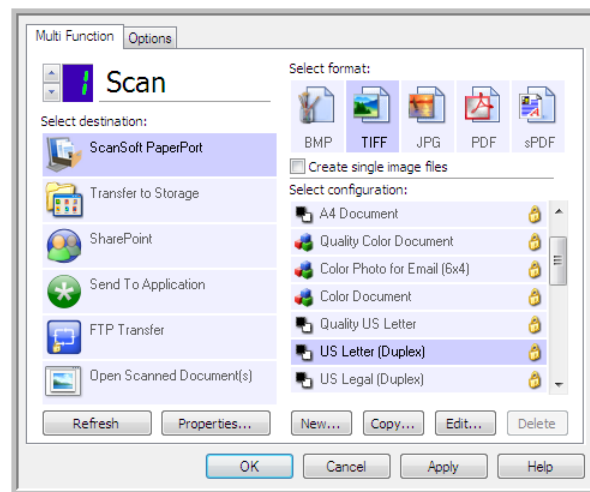 Multi Function
Options
1
Scan
Select destination:
ScanSoft PaperPort
Transfer to Storage
SharePoint
Send To Application
FTP Transfer
Open Scanned Document(s)
Refresh
Properties...
Select format:
BMP
TIFF
JPG
PDF
sPDF
Create single image files
Select configuration:
A4 Document
Quality Color Document
Color Photo for Email (6x4)
Color Document
Quality US Letter
US Letter (Duplex)
US Legal (Duplex)
New...
Copy...
Edit...
Delete
OK
Cancel
Apply
Help